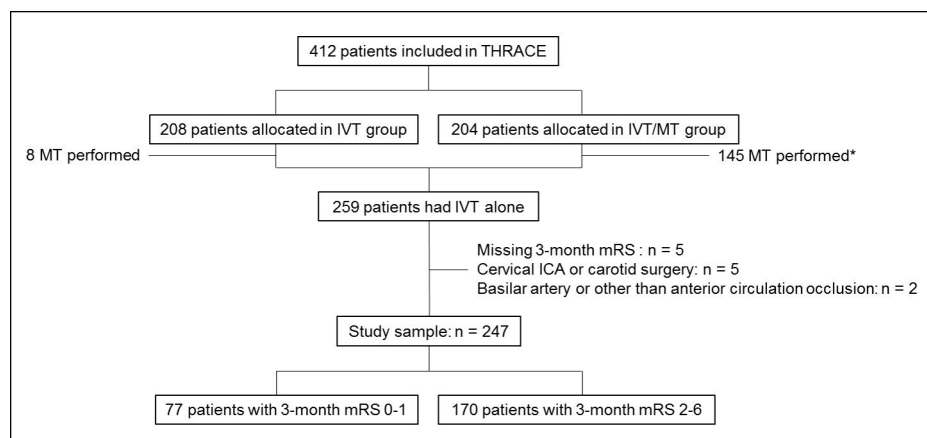 412 patients included in THRACE
208 patients allocated in IVT group
204 patients allocated in IVT/MT group
8 MT performed
145 MT performed*
259 patients had IVT alone
Missing 3-month mRS : n = 5
Cervical ICA or carotid surgery: n = 5
Basilar artery or other than anterior circulation occlusion: n = 2
Study sample: n = 247
77 patients with 3-month mRS 0-1
170 patients with 3-month mRS 2-6